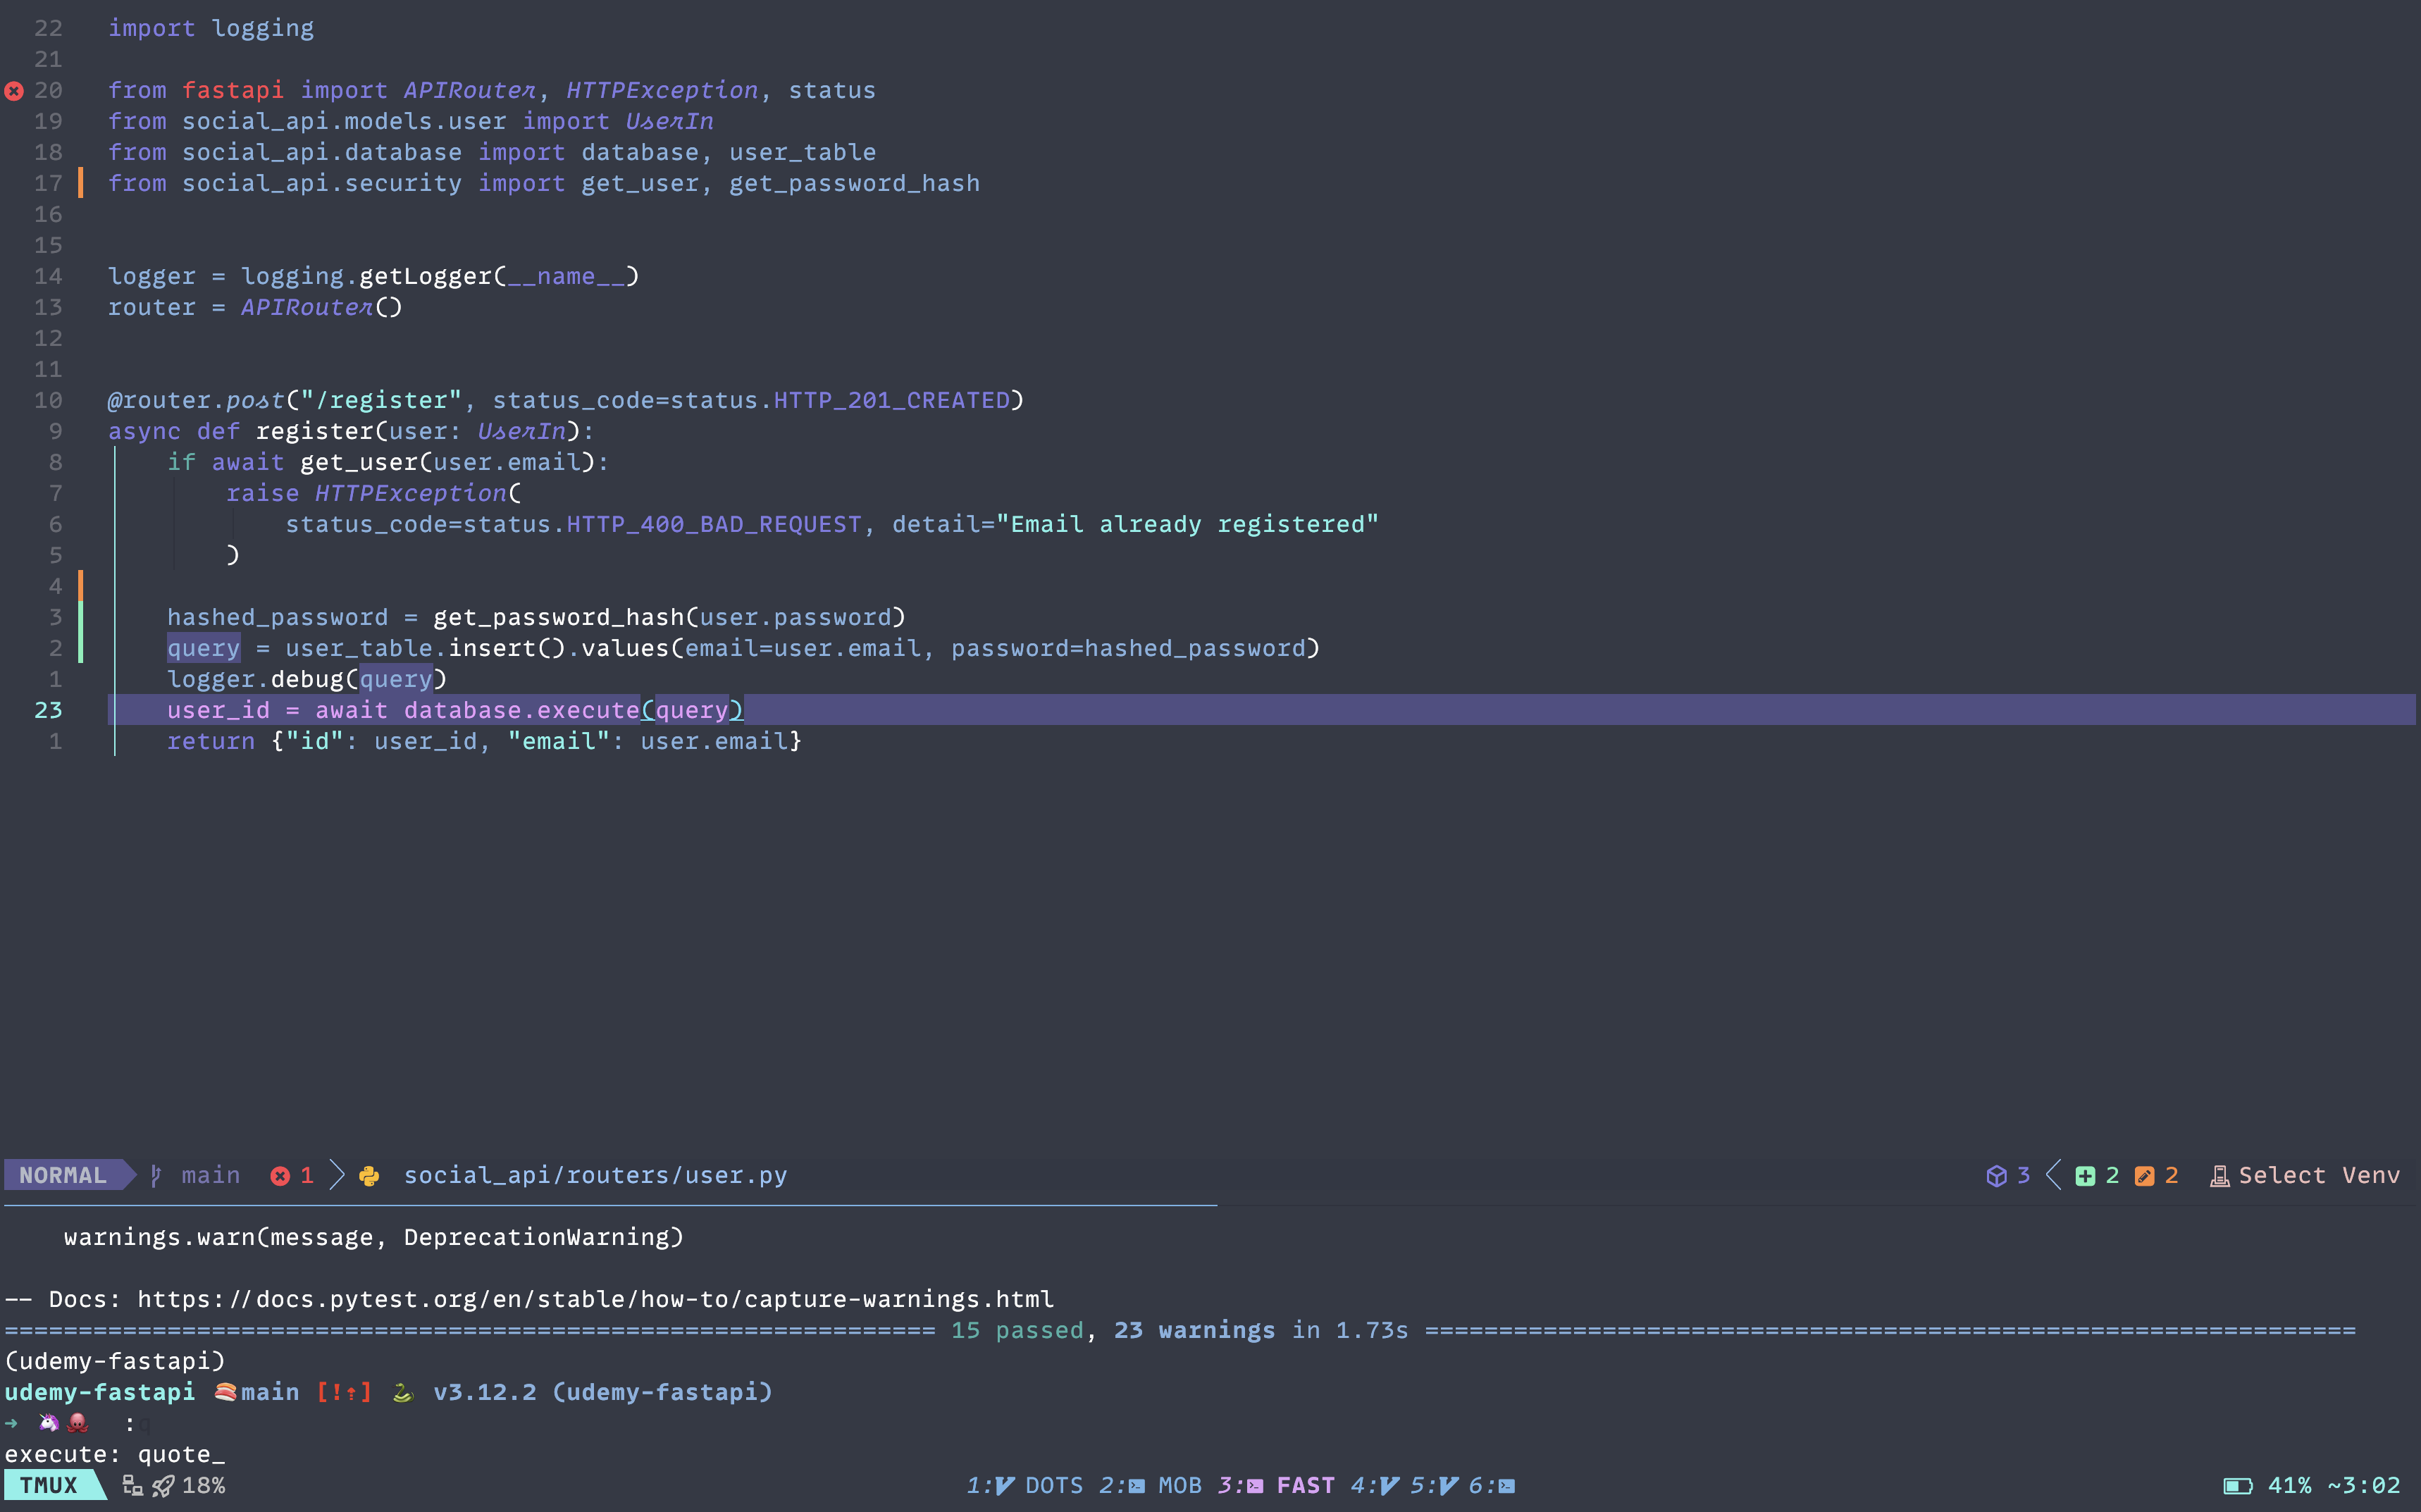 22 import logging
21
20 from fastapi import APIRouter, HTTPException, status
19 from social_api.models.user import UserIn
18 from social_api.database import database, user_table
17 from social_api.security import get_user, get_password_hash
16
15
14 logger = logging.getLogger(__name__)
13 router = APIRouter()
12
11
10 @router.post("/register", status_code=status.HTTP_201_CREATED)
9 async def register(user: UserIn):
8     if await get_user(user.email):
7         raise HTTPException(
6             status_code=status.HTTP_400_BAD_REQUEST, detail="Email already registered"
5         )
4
3     hashed_password = get_password_hash(user.password)
2     query = user_table.insert().values(email=user.email, password=hashed_password)
1     logger.debug(query)
23     user_id = await database.execute(query)
1     return {"id": user_id, "email": user.email}
NORMAL main 1 social_api/routers/user.py 3 2 2 Select Venv
    warnings.warn(message, DeprecationWarning)
-- Docs: https://docs.pytest.org/en/stable/how-to/capture-warnings.html
=============================================================== 15 passed, 23 warnings in 1.73s ===============================================================
(udemy-fastapi)
udemy-fastapi 🥓main [!⇡] 🐍 v3.12.2 (udemy-fastapi)
➜ 🦄🐙 :q
execute: quote_
TMUX 18% 1: DOTS 2: MOB 3: FAST 4: 5: 6: 41% ~3:02